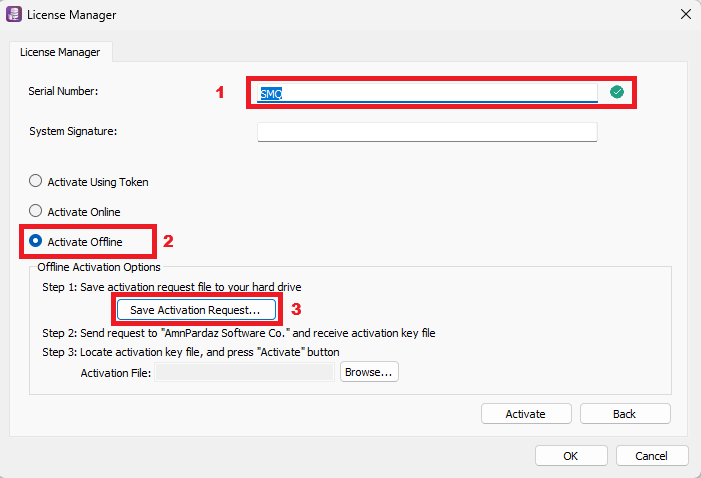 License Manager
License Manager
Serial Number: 1 SMQ
System Signature:
Activate Using Token
Activate Online
Activate Offline 2
Offline Activation Options
Step 1: Save activation request file to your hard drive
Save Activation Request... 3
Step 2: Send request to "AmnPardaz Software Co." and receive activation key file
Step 3: Locate activation key file, and press "Activate" button
Activation File: Browse...
Activate Back
OK Cancel